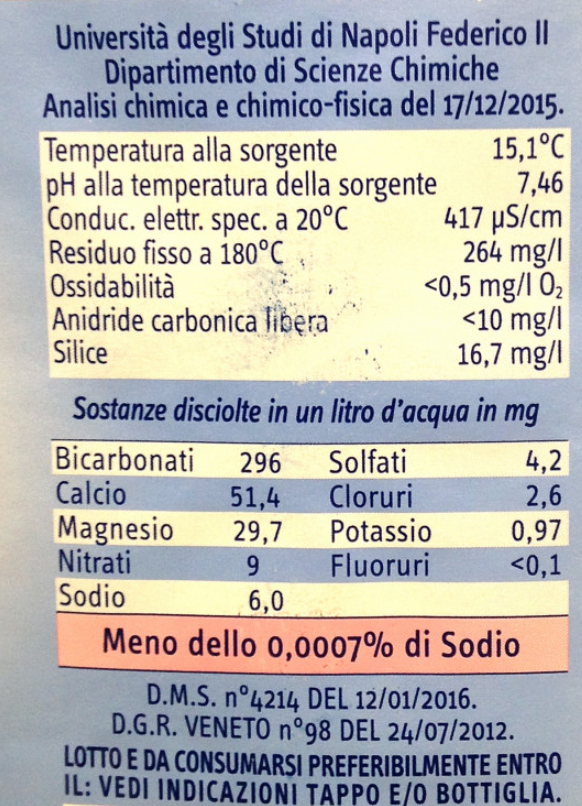 Università degli Studi di Napoli Federico II
Dipartimento di Scienze Chimiche
Analisi chimica e chimico-fisica del 17/12/2015.
Temperatura alla sorgente 15,1°C
pH alla temperatura della sorgente 7,46
Conduc. elettr. spec. a 20°C 417 µS/cm
Residuo fisso a 180°C 264 mg/l
Ossidabilità <0,5 mg/l O₂
Anidride carbonica libera <10 mg/l
Silice 16,7 mg/l
Sostanze disciolte in un litro d'acqua in mg
Bicarbonati 296 Solfati 4,2
Calcio 51,4 Cloruri 2,6
Magnesio 29,7 Potassio 0,97
Nitrati 9 Fluoruri <0,1
Sodio 6,0
Meno dello 0,0007% di Sodio
D.M.S. n°4214 DEL 12/01/2016.
D.G.R. VENETO n°98 DEL 24/07/2012.
LOTTO E DA CONSUMARSI PREFERIBILMENTE ENTRO
IL: VEDI INDICAZIONI TAPPO E/O BOTTIGLIA.